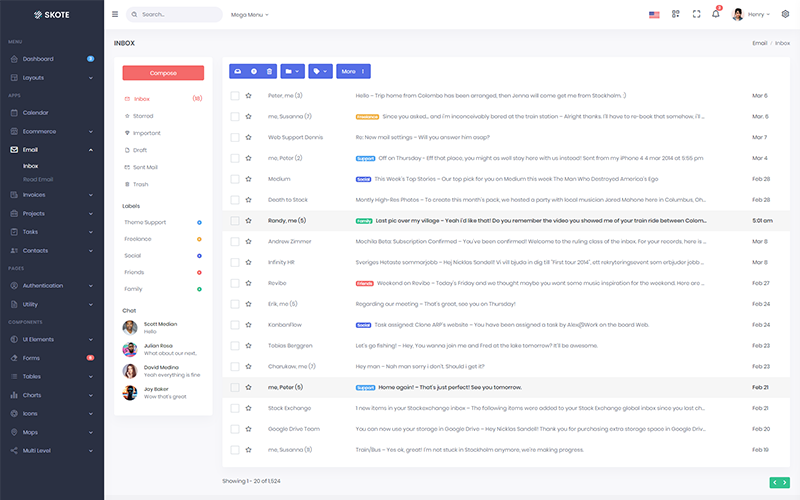 SKOTE
Search...
Mega Menu
3
Henry
MENU
Dashboard
Layouts
APPS
Calendar
Ecommerce
Email
Inbox
Read Email
Invoices
Projects
Tasks
Contacts
PAGES
Authentication
Utility
COMPONENTS
UI Elements
Forms
Tables
Charts
Icons
Maps
Multi Level
INBOX
Email / Inbox
Compose
Inbox (18)
Starred
Important
Draft
Sent Mail
Trash
Labels
Theme Support
Freelance
Social
Friends
Family
Chat
Scott Median
Hello
Julian Rosa
What about our next..
David Medina
Yeah everything is fine
Jay Baker
Wow that's great
More
Peter, me (3) Hello – Trip home from Colombo has been arranged, then Jenna will come get me from Stockholm. :) Mar 6
me, Susanna (7) Freelance Since you asked... and i'm inconceivably bored at the train station – Alright thanks. I'll have to re-book that somehow, i'll ... Mar. 6
Web Support Dennis Re: New mail settings – Will you answer him asap? Mar 7
me, Peter (2) Support Off on Thursday - Eff that place, you might as well stay here with us instead! Sent from my iPhone 4 4 mar 2014 at 5:55 pm Mar 4
Medium Social This Week's Top Stories – Our top pick for you on Medium this week The Man Who Destroyed America's Ego Feb 28
Death to Stock Montly High-Res Photos – To create this month's pack, we hosted a party with local musician Jared Mahone here in Columbus, Oh... Feb 28
Randy, me (5) Family Last pic over my village – Yeah i'd like that! Do you remember the video you showed me of your train ride between Colom... 5:01 am
Andrew Zimmer Mochila Beta: Subscription Confirmed – You've been confirmed! Welcome to the ruling class of the inbox. For your records, here is ... Mar 8
Infinity HR Sveriges Hetaste sommarjobb – Hej Nicklas Sandell! Vi vill bjuda in dig till "First tour 2014", ett rekryteringsevent som erbjuder jobb ... Mar 8
Revibe Friends Weekend on Revibe – Today's Friday and we thought maybe you want some music inspiration for the weekend. Here are ... Feb 27
Erik, me (5) Regarding our meeting – That's great, see you on Thursday! Feb 24
KanbanFlow Social Task assigned: Clone ARP's website – You have been assigned a task by Alex@Work on the board Web. Feb 24
Tobias Berggren Let's go fishing! – Hey, You wanna join me and Fred at the lake tomorrow? It'll be awesome. Feb 23
Charukaw, me (7) Hey man – Nah man sorry i don't. Should i get it? Feb 23
me, Peter (5) Support Home again! – That's just perfect! See you tomorrow. Feb 21
Stack Exchange 1 new items in your Stackexchange inbox – The following items were added to your Stack Exchange global inbox since you last ch... Feb 21
Google Drive Team You can now use your storage in Google Drive – Hey Nicklas Sandell! Thank you for purchasing extra storage space in Google D... Feb 20
me, Susanna (11) Train/Bus – Yes ok, great! I'm not stuck in Stockholm anymore, we're making progress. Feb 19
Showing 1 - 20 of 1,524